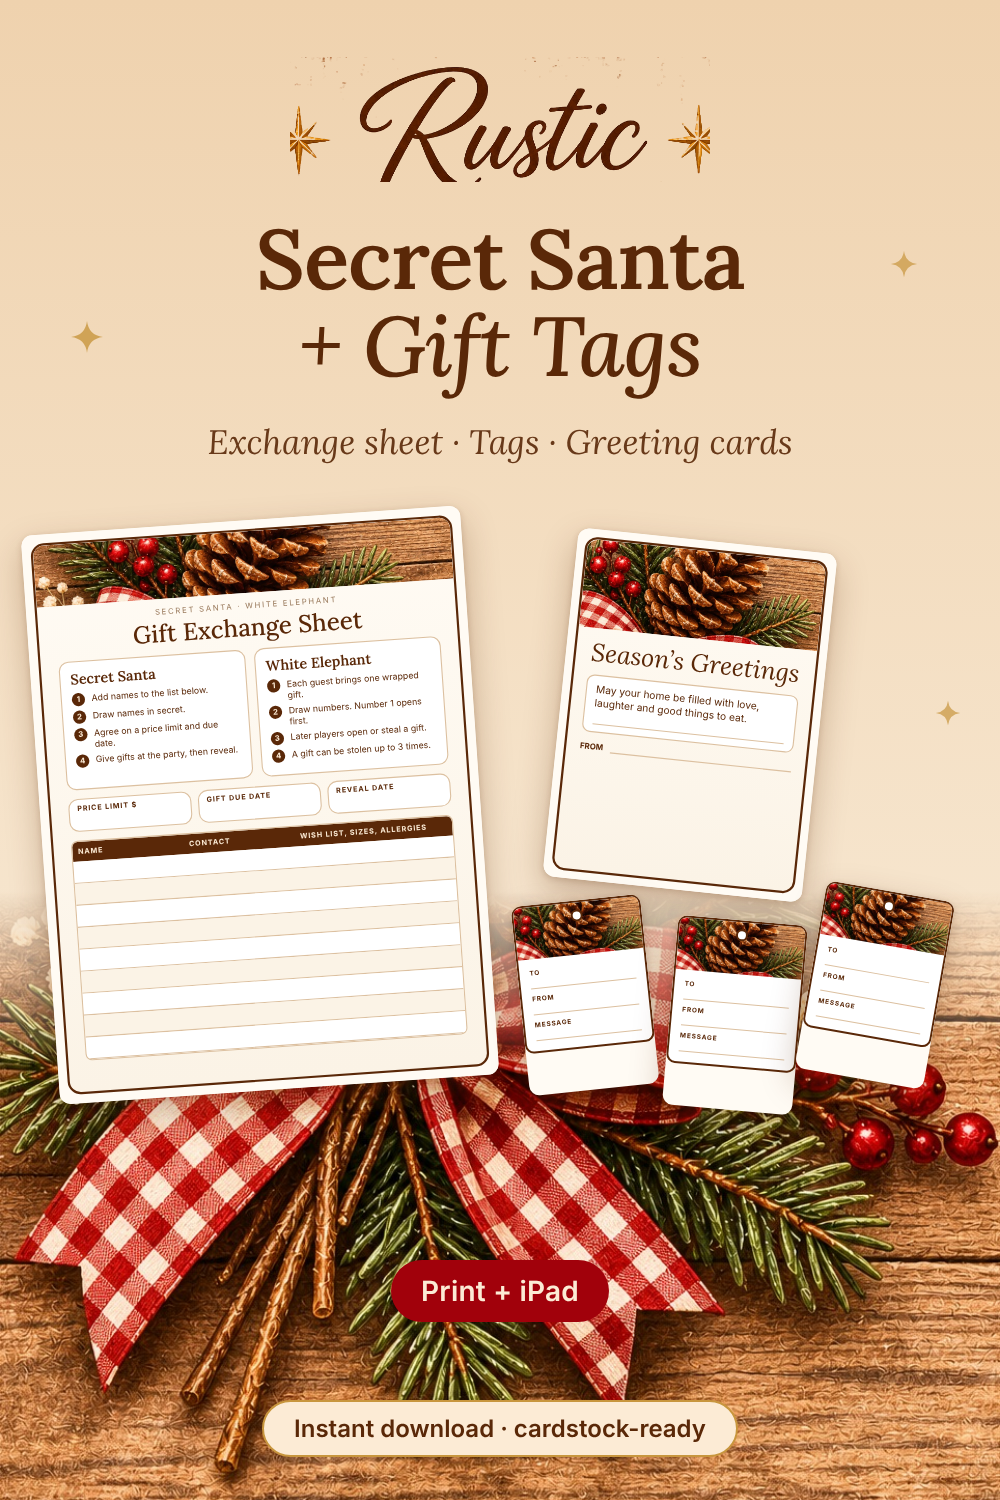 Rustic
Secret Santa
+ Gift Tags
Exchange sheet · Tags · Greeting cards
SECRET SANTA · WHITE ELEPHANT
Gift Exchange Sheet
Secret Santa
1 Add names to the list below.
2 Draw names in secret.
3 Agree on a price limit and due
date.
4 Give gifts at the party, then reveal.
White Elephant
1 Each guest brings one wrapped
gift.
2 Draw numbers. Number 1 opens
first.
3 Later players open or steal a gift.
4 A gift can be stolen up to 3 times.
PRICE LIMIT $
GIFT DUE DATE
REVEAL DATE
NAME CONTACT WISH LIST, SIZES, ALLERGIES
Season's Greetings
May your home be filled with love,
laughter and good things to eat.
FROM
TO
FROM
MESSAGE
TO
FROM
MESSAGE
TO
FROM
MESSAGE
Print + iPad
Instant download · cardstock-ready